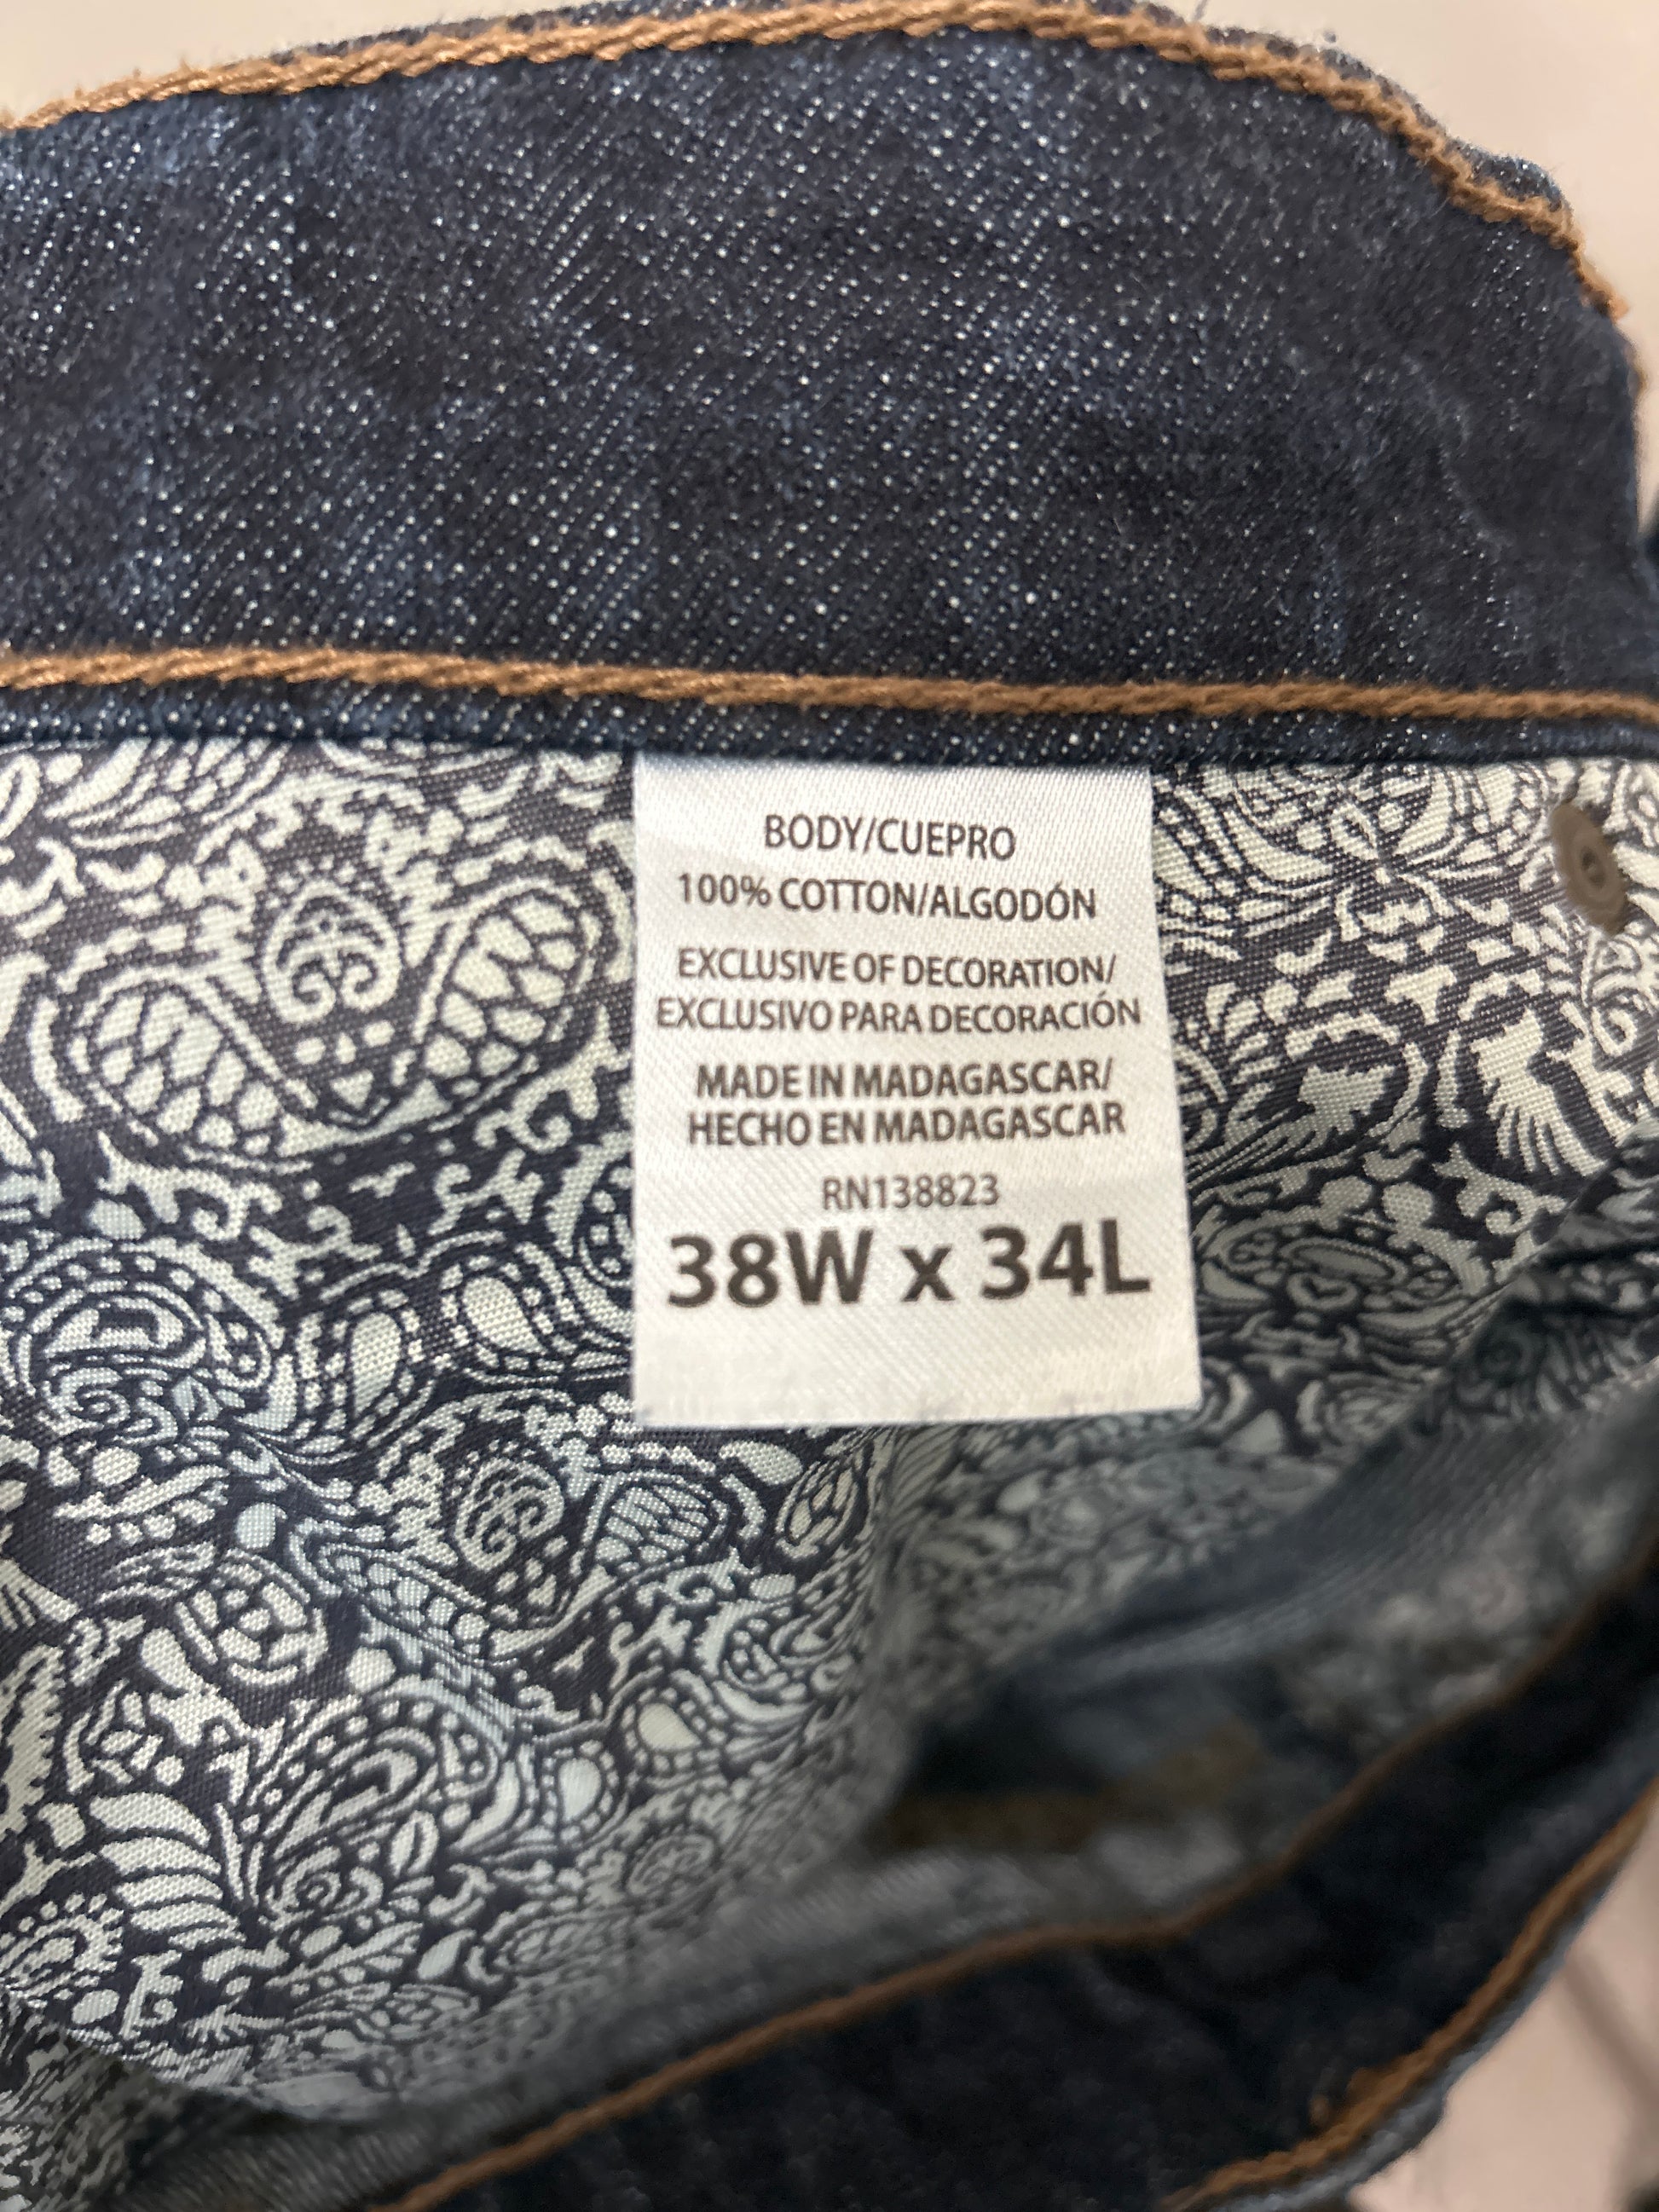 BODY/CUEPRO
100% COTTON/ALGODÓN
EXCLUSIVE OF DECORATION/
EXCLUSIVO PARA DECORACIÓN
MADE IN MADAGASCAR/
HECHO EN MADAGASCAR
RN138823
38W x 34L